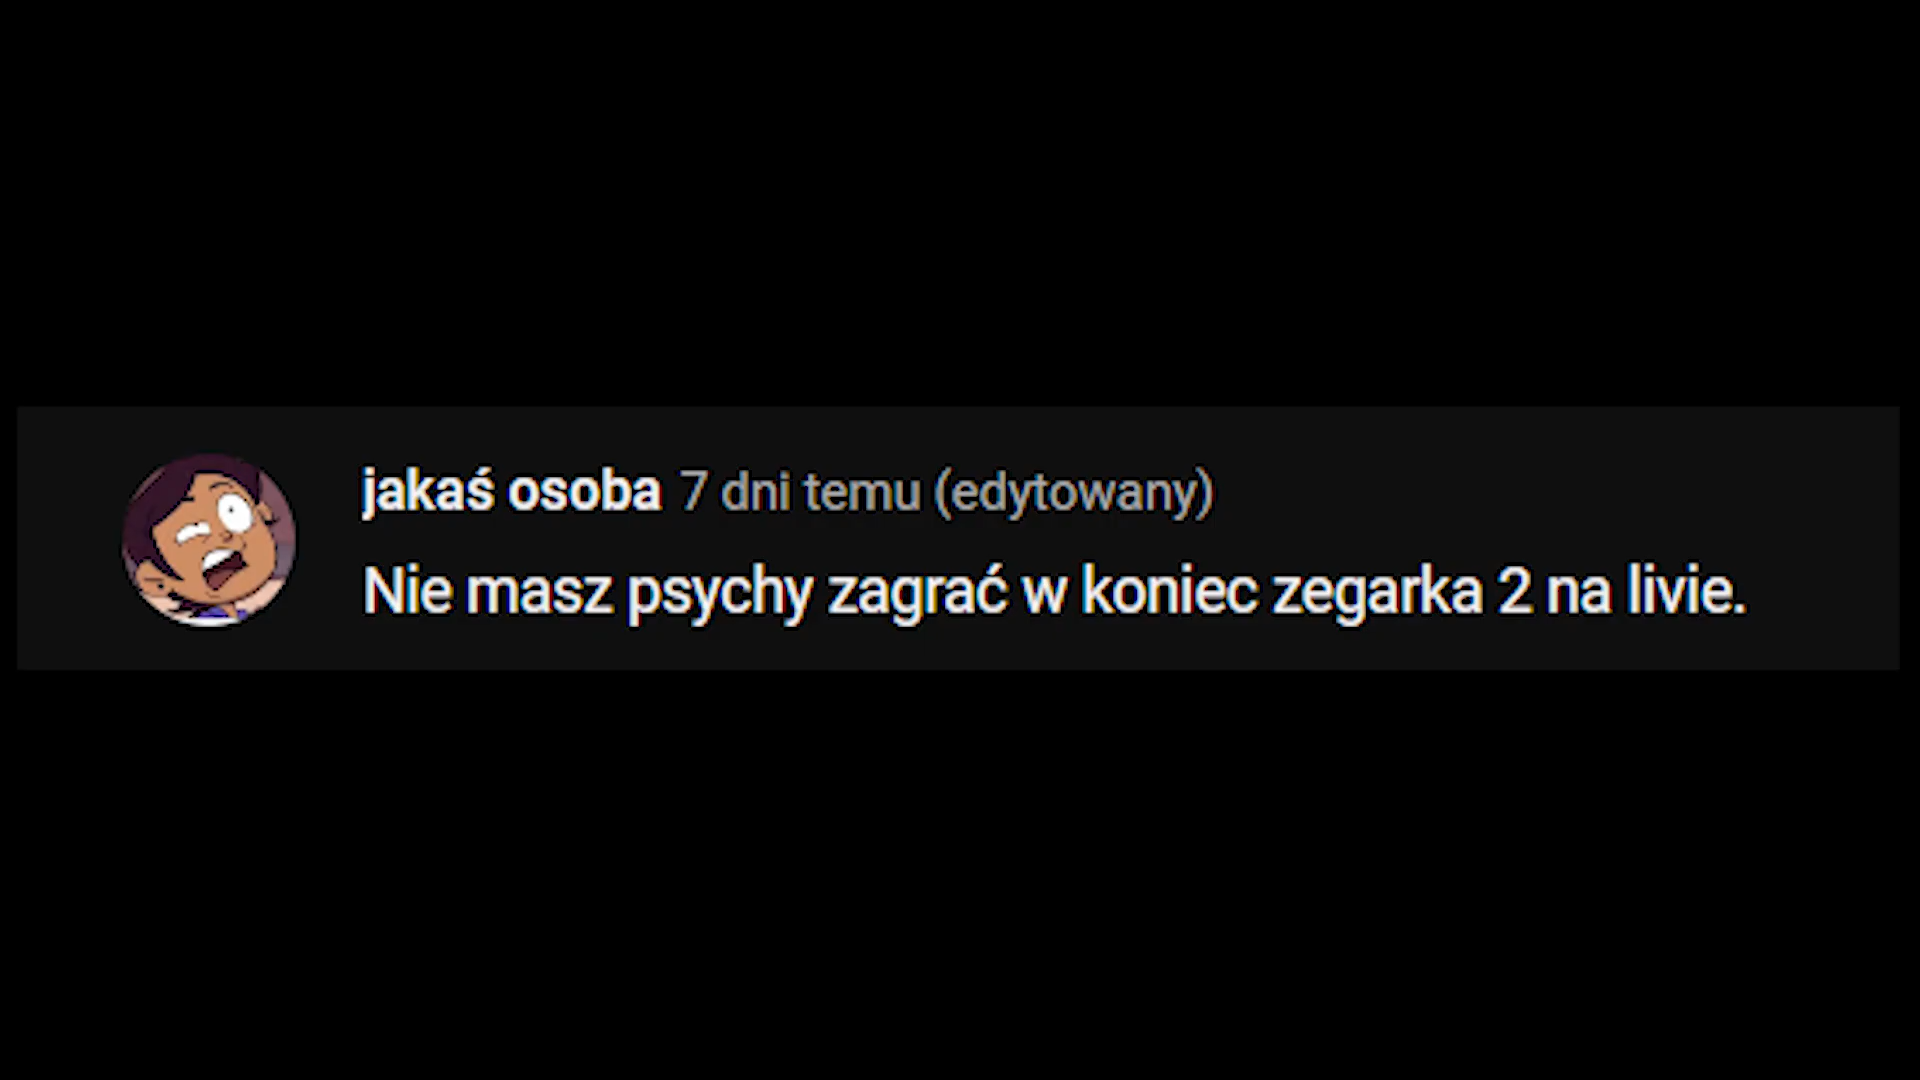 jakaś osoba 7 dni temu (edytowany)
Nie masz psychy zagrać w koniec zegarka 2 na livie.